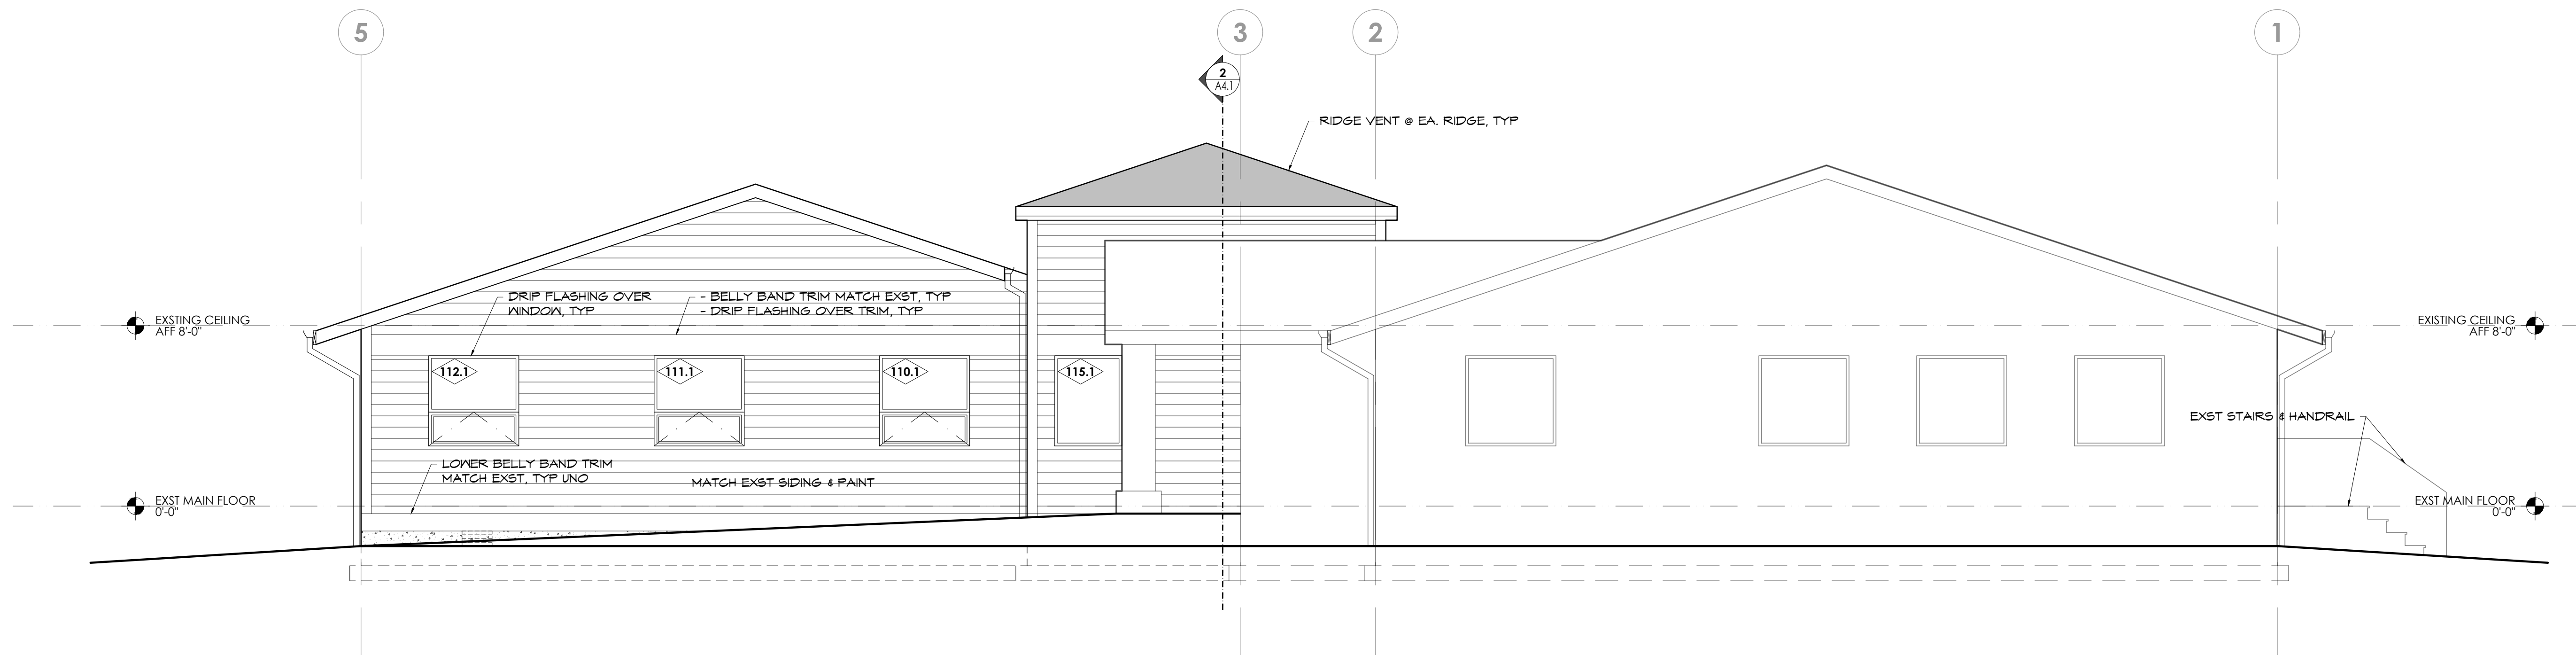 5
3
2
1
2
A4.1
RIDGE VENT @ EA. RIDGE, TYP
DRIP FLASHING OVER
WINDOW, TYP
- BELLY BAND TRIM MATCH EXST, TYP
- DRIP FLASHING OVER TRIM, TYP
EXSTING CEILING
AFF 8'-0"
EXISTING CEILING
AFF 8'-0"
112.1
111.1
110.1
115.1
EXST STAIRS & HANDRAIL
LOWER BELLY BAND TRIM
MATCH EXST, TYP UNO
MATCH EXST SIDING & PAINT
EXST MAIN FLOOR
0'-0"
EXST MAIN FLOOR
0'-0"